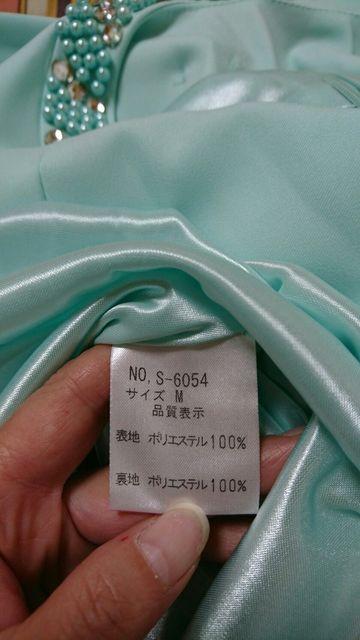 NO, S-6054
サイズ M
品質表示
表地 ポリエステル100%
裏地 ポリエステル100%